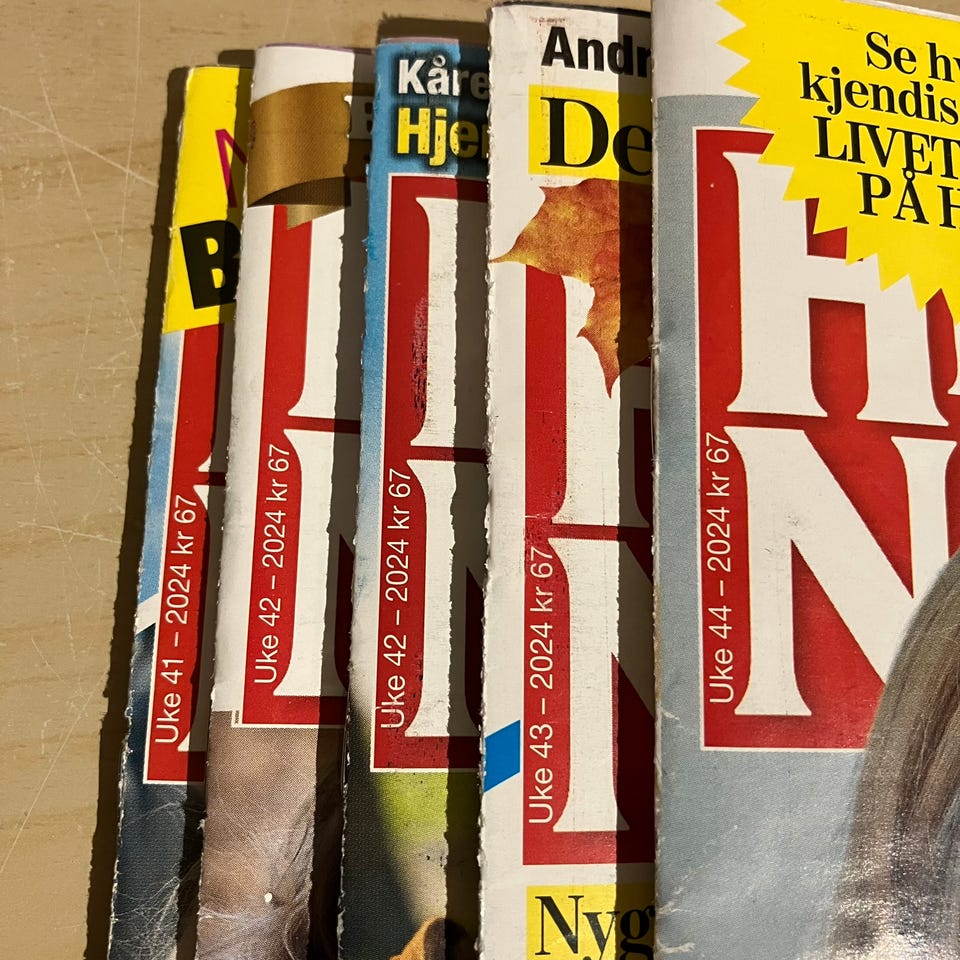 B
Uke 41 – 2024 kr 67
Uke 42 – 2024 kr 67
Kåre
Hjer
H
N
Uke 42 – 2024 kr 67
Andr
De
H
N
Uke 43 – 2024 kr 67
Nyg
Se hv
kjendis
LIVET
PÅ H
H
N
Uke 44 – 2024 kr 67